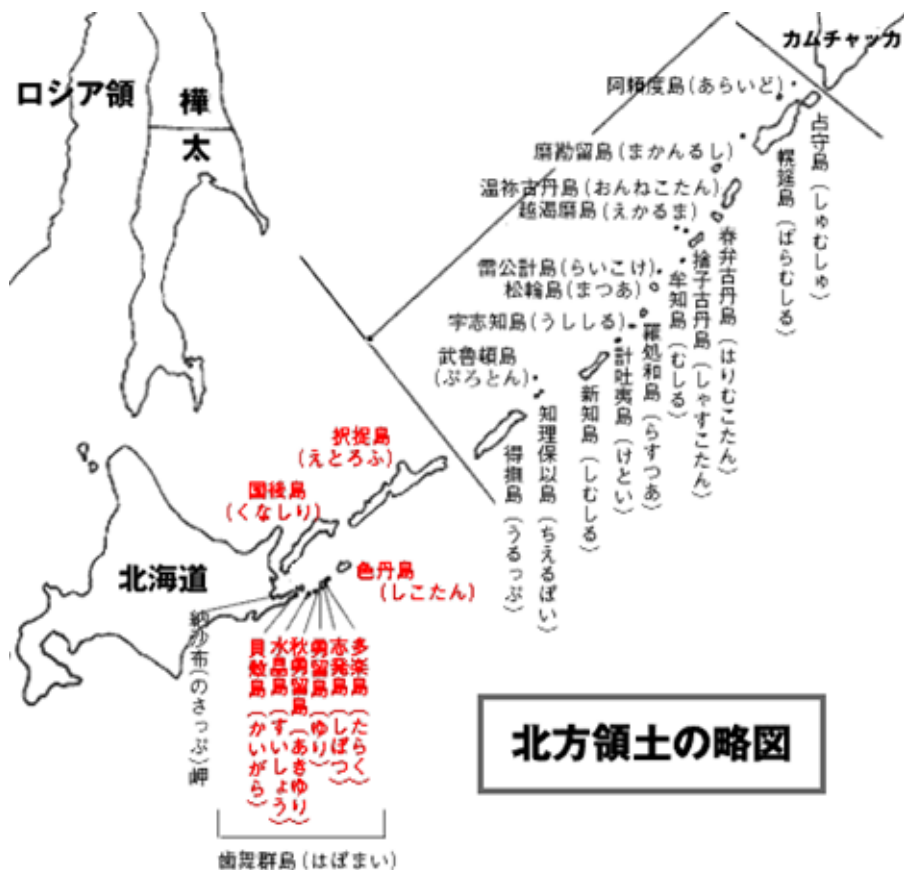 カムチャッカ
ロシア領
樺太
阿頼度島(あらいど)
占守島(しゅむしゅ)
幌筵島(ぱらむしる)
磨勘留島(まかんるし)
温祢古丹島(おんねこたん)
越渇磨島(えかるま)
春牟古丹島(はりむこたん)
捨子古丹島(しゃすこたん)
牟知島(むしる)
雷公計島(らいこけ)
松輪島(まつあ)
羅処和島(らすつあ)
宇志知島(うししる)
計吐夷島(けとい)
新知島(しむしる)
武魯頓島
(ぶろとん)
知理保以島(ちえるぽい)
得撫島(うるっぷ)
択捉島
(えとろふ)
国後島
(くなしり)
色丹島
(しこたん)
北海道
納沙布(のさっぷ)岬
貝殻島(かいがら)
水晶島(すいしょう)
秋勇留島(あきゆり)
勇留島(ゆり)
志発島(しぼつ)
多楽島(たらく)
歯舞群島(はぼまい)
北方領土の略図